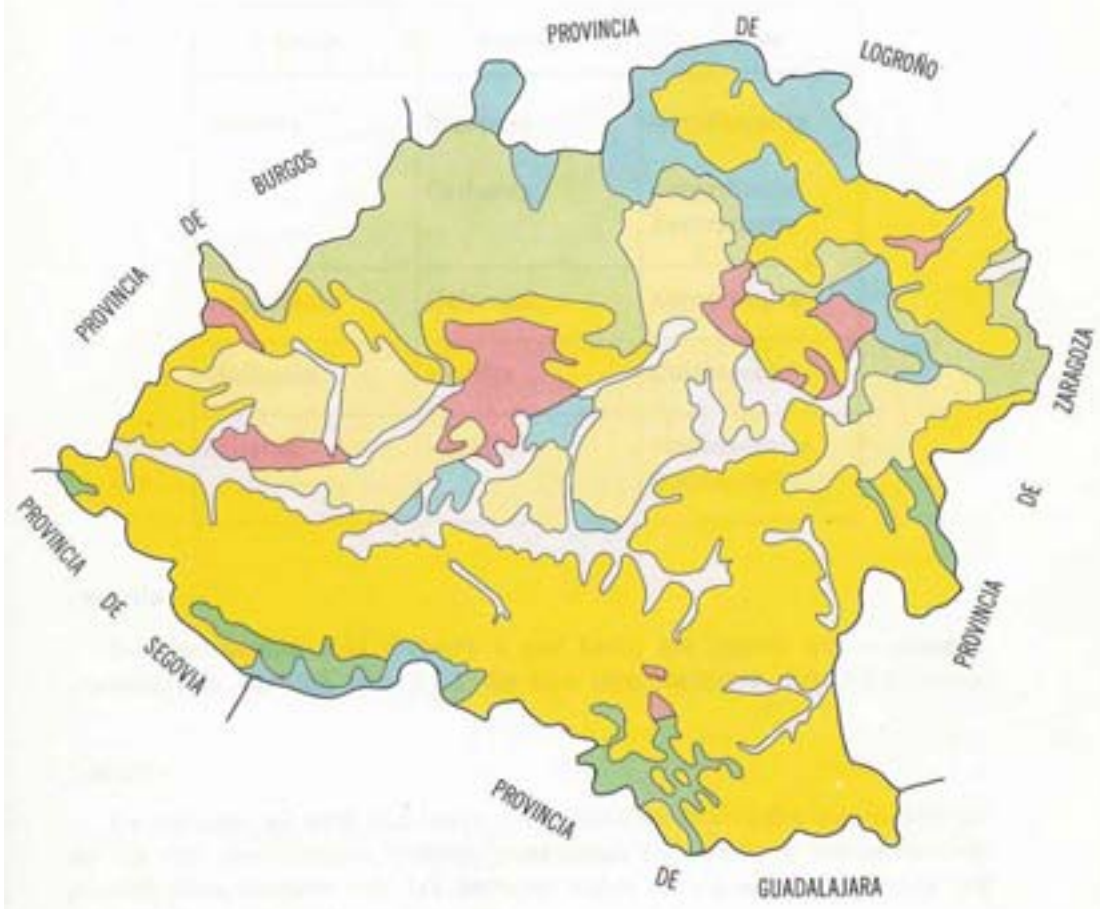 PROVINCIA DE LOGROÑO
PROVINCIA DE BURGOS
PROVINCIA DE ZARAGOZA
PROVINCIA DE SEGOVIA
PROVINCIA DE GUADALAJARA